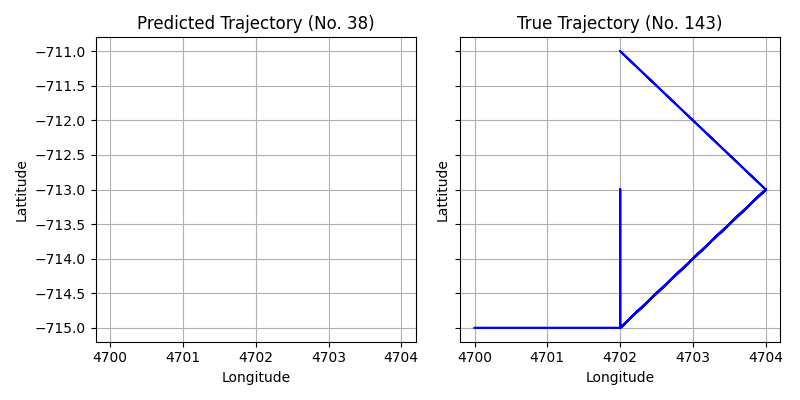 Predicted Trajectory (No. 38)
True Trajectory (No. 143)
−711.0
−711.5
−712.0
−712.5
−713.0
−713.5
−714.0
−714.5
−715.0
Lattitude
Lattitude
4700 4701 4702 4703 4704
4700 4701 4702 4703 4704
Longitude
Longitude